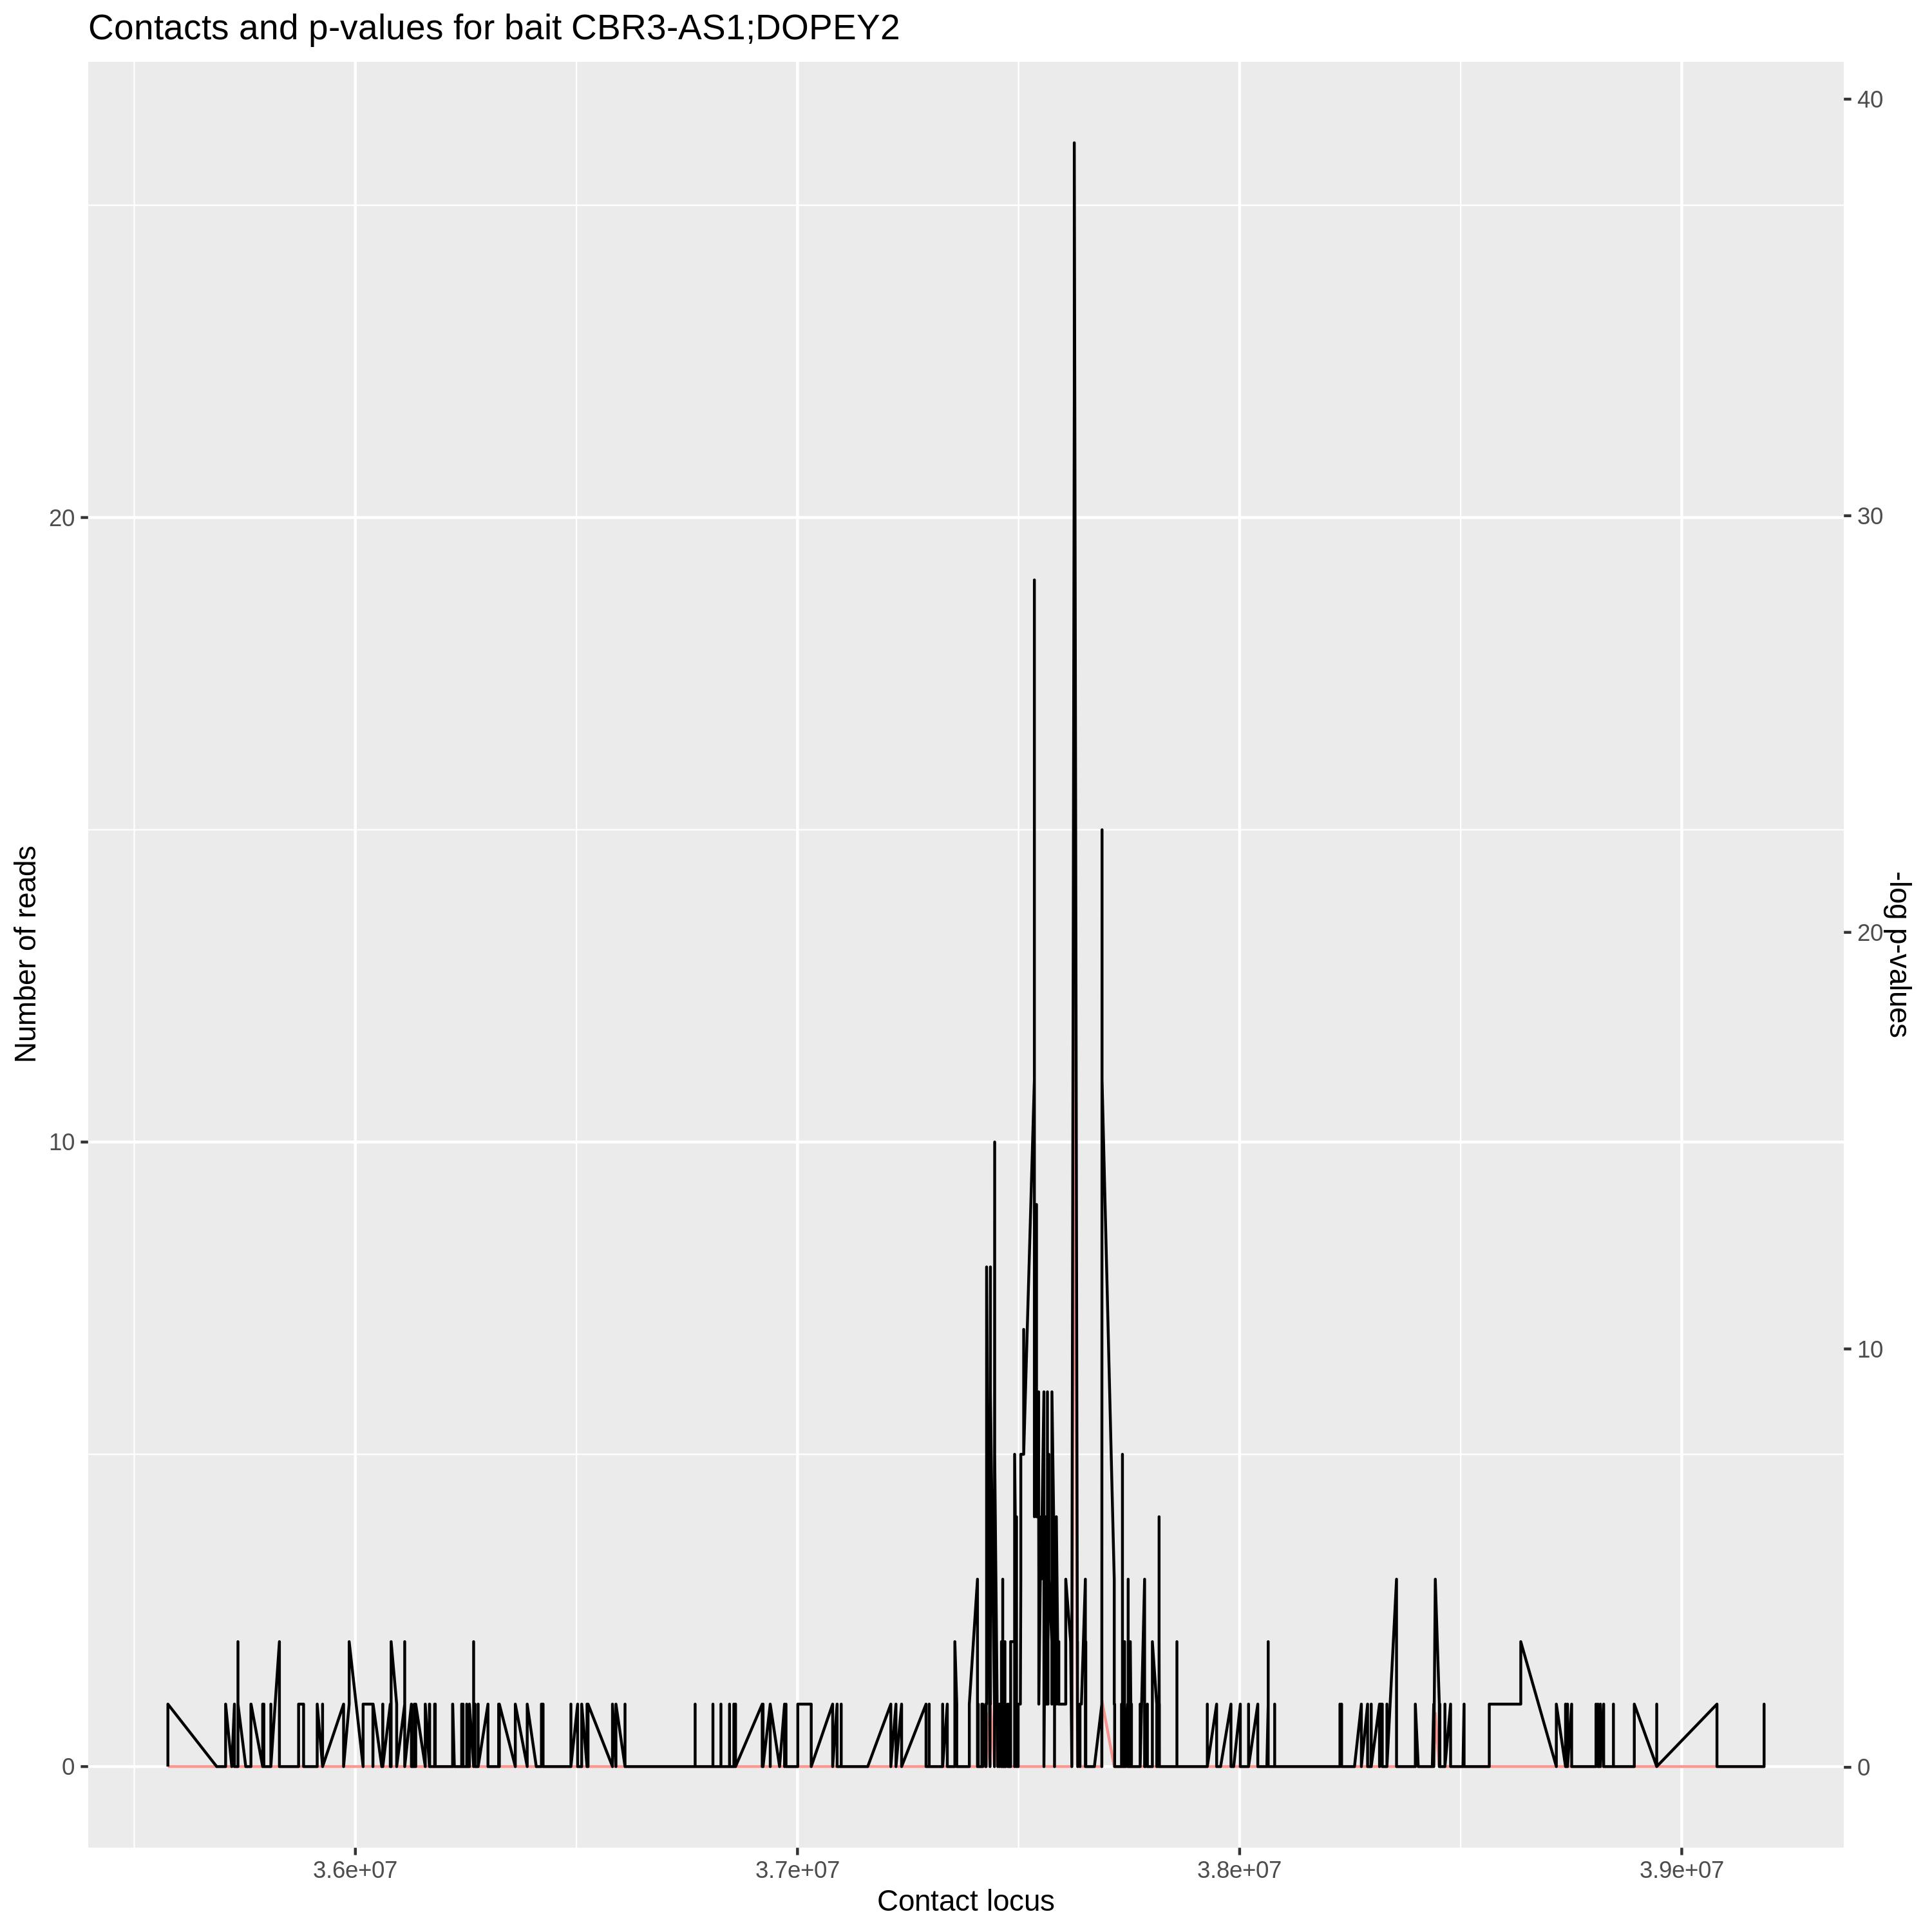 Contacts and p-values for bait CBR3-AS1;DOPEY2
40
20
30
Number of reads
-log p-values
20
10
10
0
0
3.6e+07
3.7e+07
3.8e+07
3.9e+07
Contact locus